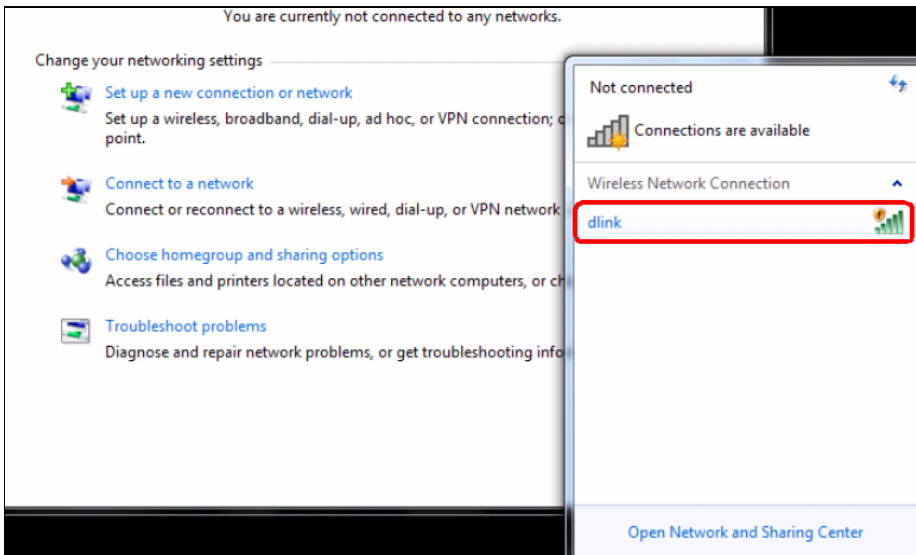 You are currently not connected to any networks.
Change your networking settings
Set up a new connection or network
Set up a wireless, broadband, dial-up, ad hoc, or VPN connection;
point.
Connect to a network
Connect or reconnect to a wireless, wired, dial-up, or VPN network
Choose homegroup and sharing options
Access files and printers located on other network computers, or
Troubleshoot problems
Diagnose and repair network problems, or get troubleshooting
Not connected
Connections are available
Wireless Network Connection
dlink
Open Network and Sharing Center